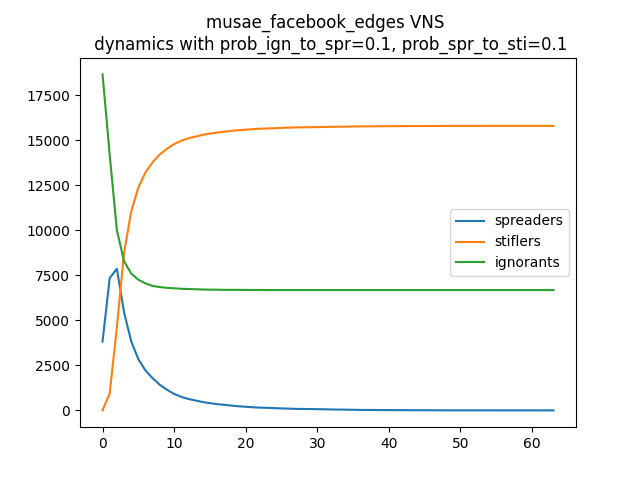 musae_facebook_edges VNS
dynamics with prob_ign_to_spr=0.1, prob_spr_to_sti=0.1
17500
15000
12500
10000
7500
5000
2500
0
spreaders
stiflers
ignorants
0 10 20 30 40 50 60